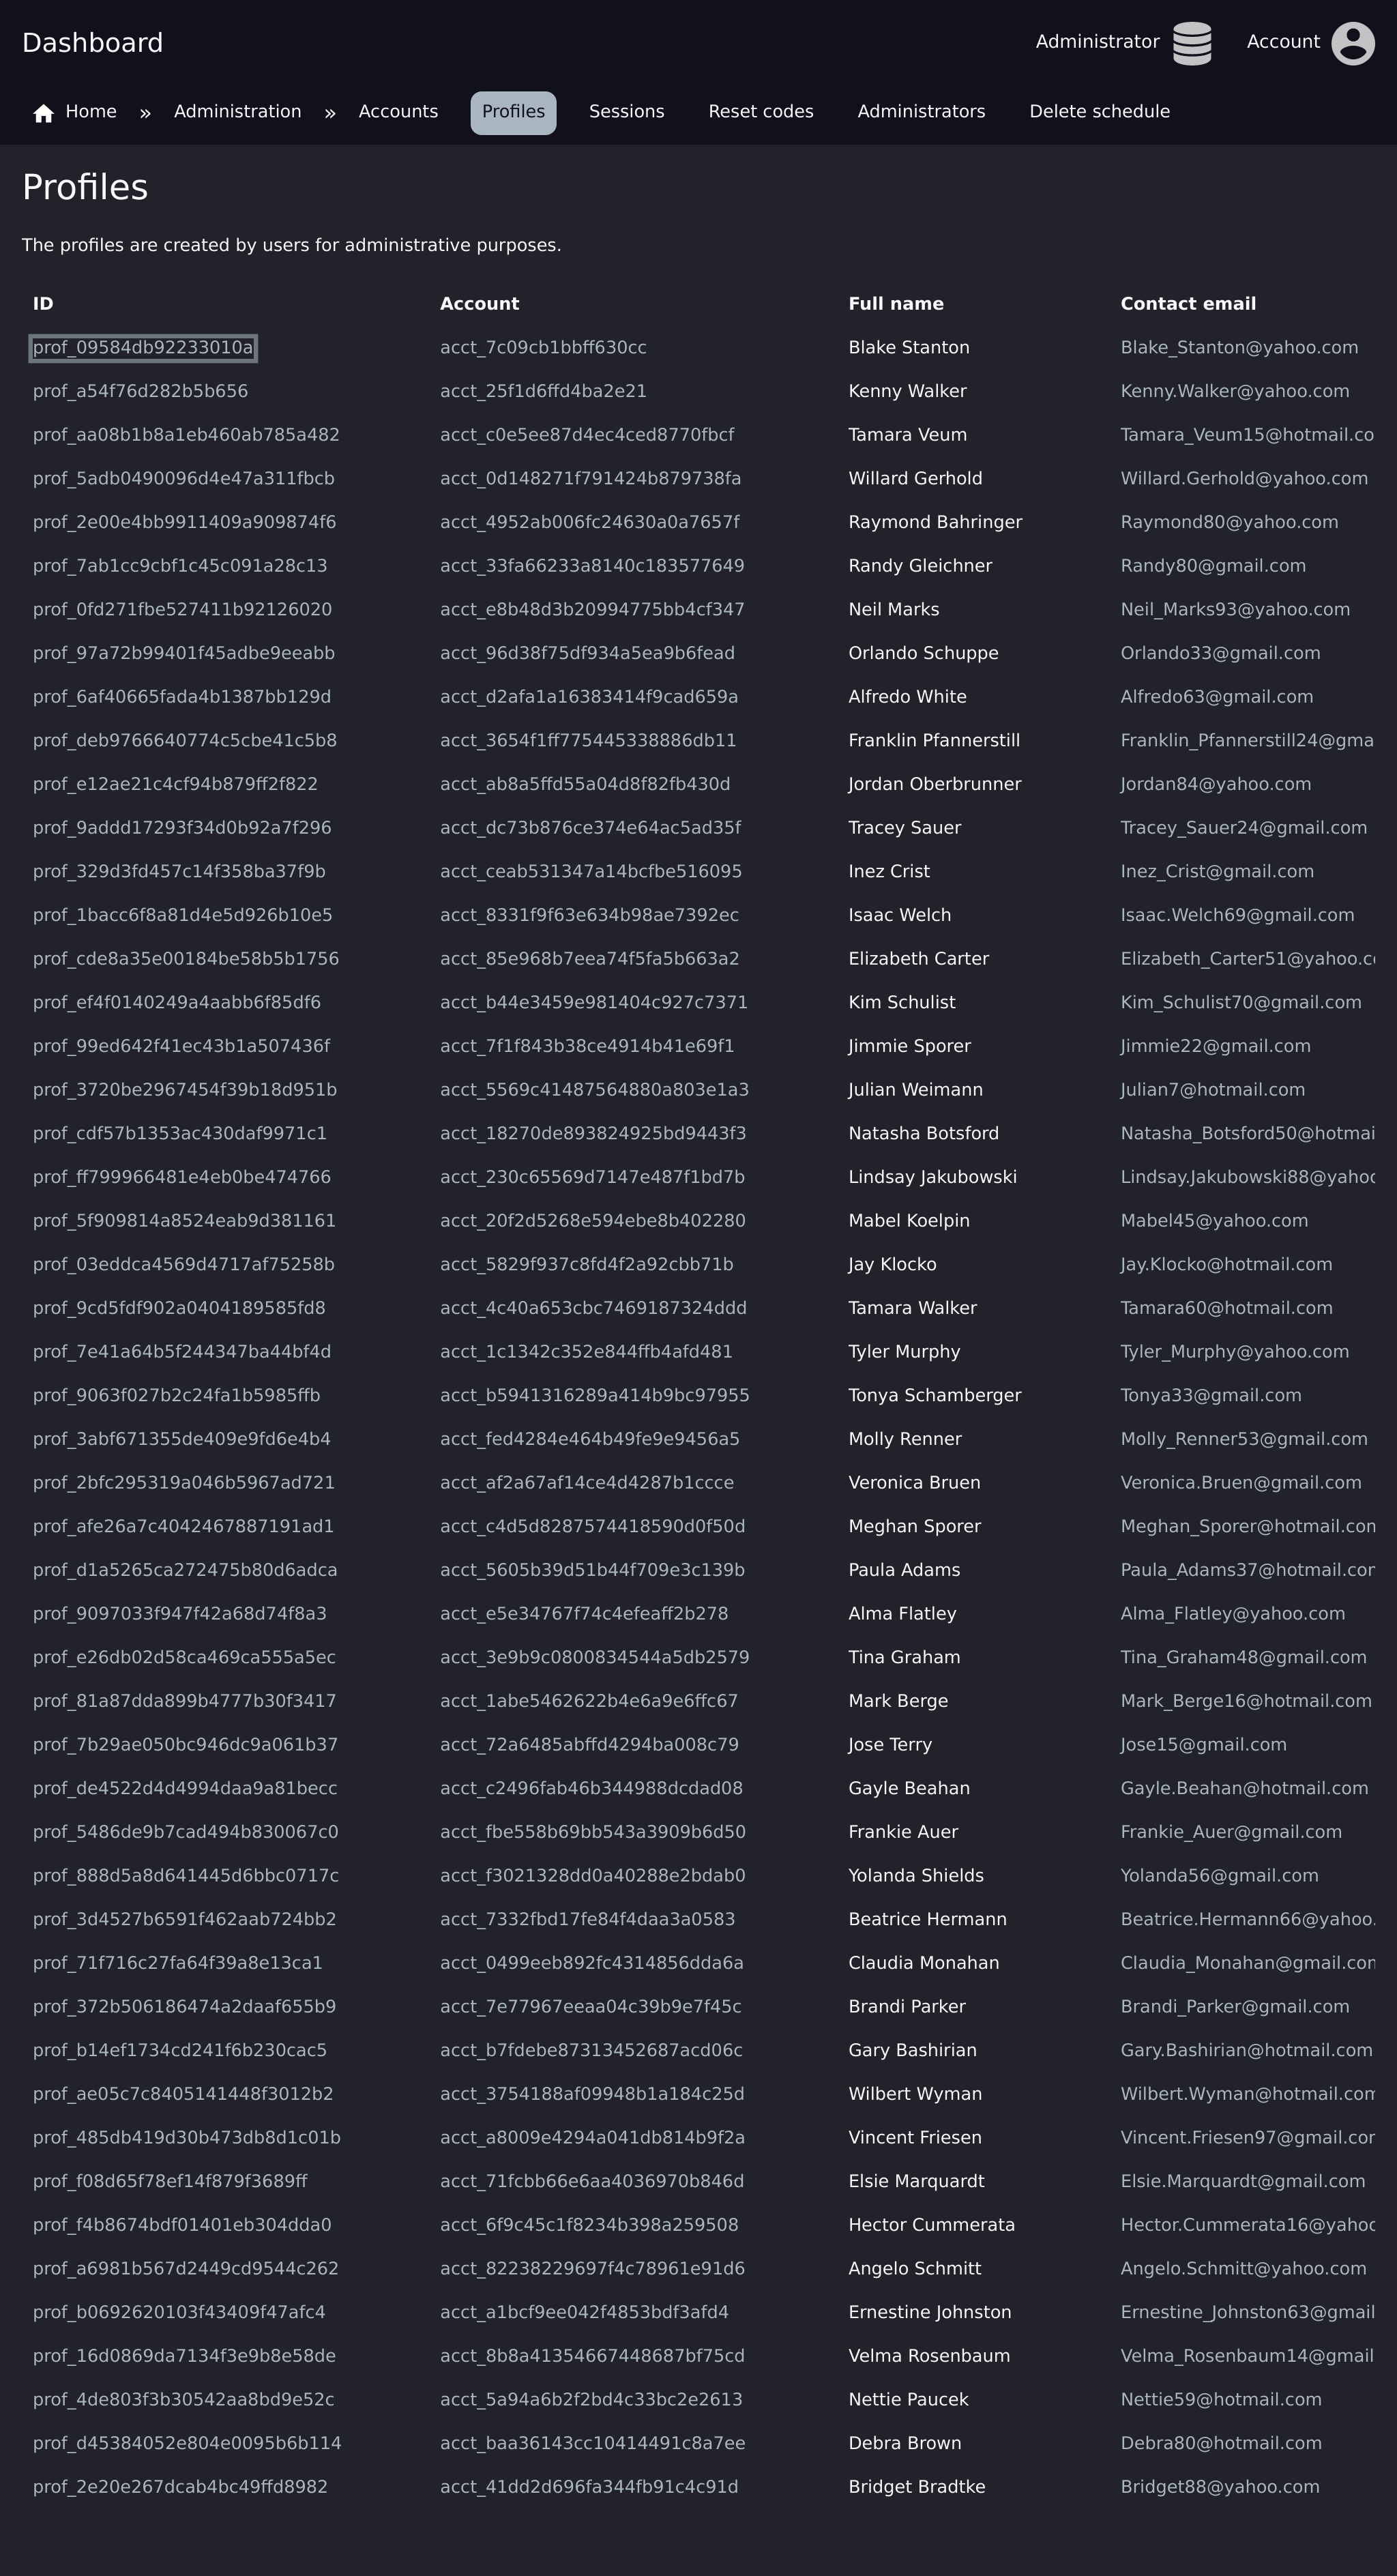 Dashboard Administrator Account
Home » Administration » Accounts Profiles Sessions Reset codes Administrators Delete schedule
Profiles
The profiles are created by users for administrative purposes.
ID Account Full name Contact email
prof_09584db92233010a acct_7c09cb1bbff630cc Blake Stanton Blake_Stanton@yahoo.com
prof_a54f76d282b5b656 acct_25f1d6ffd4ba2e21 Kenny Walker Kenny.Walker@yahoo.com
prof_aa08b1b8a1eb460ab785a482 acct_c0e5ee87d4ec4ced8770fbcf Tamara Veum Tamara_Veum15@hotmail.co
prof_5adb0490096d4e47a311fbcb acct_0d148271f791424b879738fa Willard Gerhold Willard.Gerhold@yahoo.com
prof_2e00e4bb9911409a909874f6 acct_4952ab006fc24630a0a7657f Raymond Bahringer Raymond80@yahoo.com
prof_7ab1cc9cbf1c45c091a28c13 acct_33fa66233a8140c183577649 Randy Gleichner Randy80@gmail.com
prof_0fd271fbe527411b92126020 acct_e8b48d3b20994775bb4cf347 Neil Marks Neil_Marks93@yahoo.com
prof_97a72b99401f45adbe9eeabb acct_96d38f75df934a5ea9b6fead Orlando Schuppe Orlando33@gmail.com
prof_6af40665fada4b1387bb129d acct_d2afa1a16383414f9cad659a Alfredo White Alfredo63@gmail.com
prof_deb9766640774c5cbe41c5b8 acct_3654f1ff775445338886db11 Franklin Pfannerstill Franklin_Pfannerstill24@gma
prof_e12ae21c4cf94b879ff2f822 acct_ab8a5ffd55a04d8f82fb430d Jordan Oberbrunner Jordan84@yahoo.com
prof_9addd17293f34d0b92a7f296 acct_dc73b876ce374e64ac5ad35f Tracey Sauer Tracey_Sauer24@gmail.com
prof_329d3fd457c14f358ba37f9b acct_ceab531347a14bcfbe516095 Inez Crist Inez_Crist@gmail.com
prof_1bacc6f8a81d4e5d926b10e5 acct_8331f9f63e634b98ae7392ec Isaac Welch Isaac.Welch69@gmail.com
prof_cde8a35e00184be58b5b1756 acct_85e968b7eea74f5fa5b663a2 Elizabeth Carter Elizabeth_Carter51@yahoo.c
prof_ef4f0140249a4aabb6f85df6 acct_b44e3459e981404c927c7371 Kim Schulist Kim_Schulist70@gmail.com
prof_99ed642f41ec43b1a507436f acct_7f1f843b38ce4914b41e69f1 Jimmie Sporer Jimmie22@gmail.com
prof_3720be2967454f39b18d951b acct_5569c41487564880a803e1a3 Julian Weimann Julian7@hotmail.com
prof_cdf57b1353ac430daf9971c1 acct_18270de893824925bd9443f3 Natasha Botsford Natasha_Botsford50@hotmai
prof_ff799966481e4eb0be474766 acct_230c65569d7147e487f1bd7b Lindsay Jakubowski Lindsay.Jakubowski88@yahoo
prof_5f909814a8524eab9d381161 acct_20f2d5268e594ebe8b402280 Mabel Koelpin Mabel45@yahoo.com
prof_03eddca4569d4717af75258b acct_5829f937c8fd4f2a92cbb71b Jay Klocko Jay.Klocko@hotmail.com
prof_9cd5fdf902a0404189585fd8 acct_4c40a653cbc7469187324ddd Tamara Walker Tamara60@hotmail.com
prof_7e41a64b5f244347ba44bf4d acct_1c1342c352e844ffb4afd481 Tyler Murphy Tyler_Murphy@yahoo.com
prof_9063f027b2c24fa1b5985ffb acct_b5941316289a414b9bc97955 Tonya Schamberger Tonya33@gmail.com
prof_3abf671355de409e9fd6e4b4 acct_fed4284e464b49fe9e9456a5 Molly Renner Molly_Renner53@gmail.com
prof_2bfc295319a046b5967ad721 acct_af2a67af14ce4d4287b1ccce Veronica Bruen Veronica.Bruen@gmail.com
prof_afe26a7c4042467887191ad1 acct_c4d5d8287574418590d0f50d Meghan Sporer Meghan_Sporer@hotmail.com
prof_d1a5265ca272475b80d6adca acct_5605b39d51b44f709e3c139b Paula Adams Paula_Adams37@hotmail.com
prof_9097033f947f42a68d74f8a3 acct_e5e34767f74c4efeaff2b278 Alma Flatley Alma_Flatley@yahoo.com
prof_e26db02d58ca469ca555a5ec acct_3e9b9c0800834544a5db2579 Tina Graham Tina_Graham48@gmail.com
prof_81a87dda899b4777b30f3417 acct_1abe5462622b4e6a9e6ffc67 Mark Berge Mark_Berge16@hotmail.com
prof_7b29ae050bc946dc9a061b37 acct_72a6485abffd4294ba008c79 Jose Terry Jose15@gmail.com
prof_de4522d4d4994daa9a81becc acct_c2496fab46b344988dcdad08 Gayle Beahan Gayle.Beahan@hotmail.com
prof_5486de9b7cad494b830067c0 acct_fbe558b69bb543a3909b6d50 Frankie Auer Frankie_Auer@gmail.com
prof_888d5a8d641445d6bbc0717c acct_f3021328dd0a40288e2bdab0 Yolanda Shields Yolanda56@gmail.com
prof_3d4527b6591f462aab724bb2 acct_7332fbd17fe84f4daa3a0583 Beatrice Hermann Beatrice.Hermann66@yahoo.
prof_71f716c27fa64f39a8e13ca1 acct_0499eeb892fc4314856dda6a Claudia Monahan Claudia_Monahan@gmail.com
prof_372b506186474a2daaf655b9 acct_7e77967eeaa04c39b9e7f45c Brandi Parker Brandi_Parker@gmail.com
prof_b14ef1734cd241f6b230cac5 acct_b7fdebe87313452687acd06c Gary Bashirian Gary.Bashirian@hotmail.com
prof_ae05c7c8405141448f3012b2 acct_3754188af09948b1a184c25d Wilbert Wyman Wilbert.Wyman@hotmail.com
prof_485db419d30b473db8d1c01b acct_a8009e4294a041db814b9f2a Vincent Friesen Vincent.Friesen97@gmail.com
prof_f08d65f78ef14f879f3689ff acct_71fcbb66e6aa4036970b846d Elsie Marquardt Elsie.Marquardt@gmail.com
prof_f4b8674bdf01401eb304dda0 acct_6f9c45c1f8234b398a259508 Hector Cummerata Hector.Cummerata16@yahoo
prof_a6981b567d2449cd9544c262 acct_82238229697f4c78961e91d6 Angelo Schmitt Angelo.Schmitt@yahoo.com
prof_b0692620103f43409f47afc4 acct_a1bcf9ee042f4853bdf3afd4 Ernestine Johnston Ernestine_Johnston63@gmail
prof_16d0869da7134f3e9b8e58de acct_8b8a41354667448687bf75cd Velma Rosenbaum Velma_Rosenbaum14@gmail
prof_4de803f3b30542aa8bd9e52c acct_5a94a6b2f2bd4c33bc2e2613 Nettie Paucek Nettie59@hotmail.com
prof_d45384052e804e0095b6b114 acct_baa36143cc10414491c8a7ee Debra Brown Debra80@hotmail.com
prof_2e20e267dcab4bc49ffd8982 acct_41dd2d696fa344fb91c4c91d Bridget Bradtke Bridget88@yahoo.com